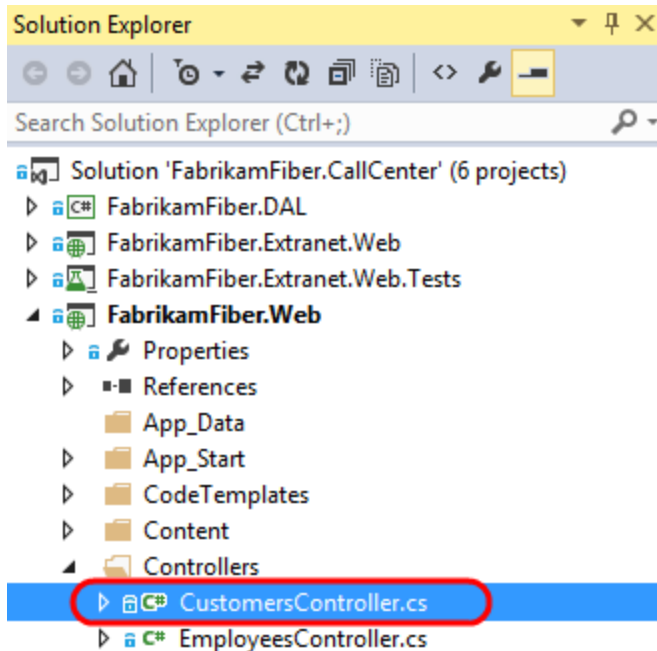 Solution Explorer
Search Solution Explorer (Ctrl+;)
Solution 'FabrikamFiber.CallCenter' (6 projects)
C# FabrikamFiber.DAL
FabrikamFiber.Extranet.Web
FabrikamFiber.Extranet.Web.Tests
FabrikamFiber.Web
Properties
References
App_Data
App_Start
CodeTemplates
Content
Controllers
C# CustomersController.cs
C# EmployeesController.cs